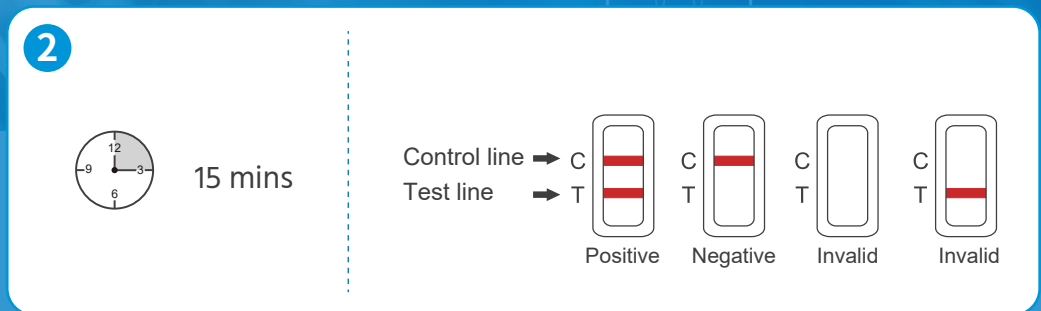 2
12
9
3
6
15 mins
Control line
Test line
C
T
C
T
C
T
C
T
Positive
Negative
Invalid
Invalid